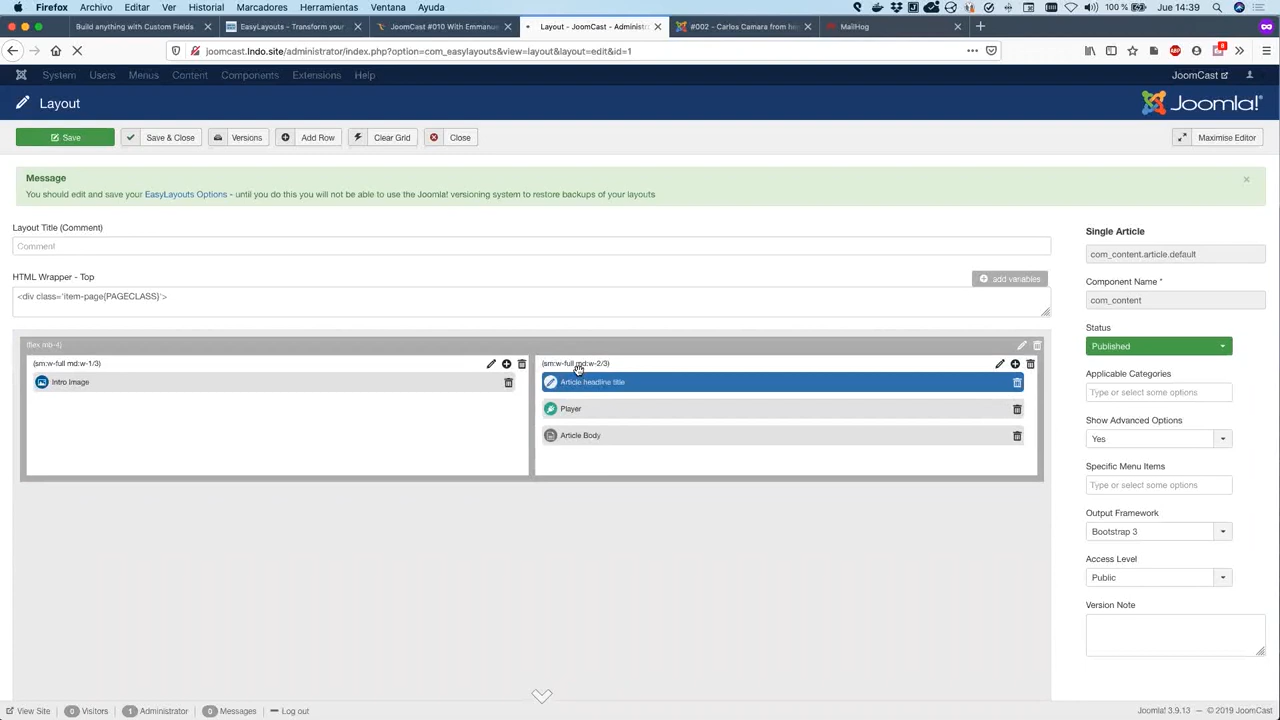 Firefox Archivo Editar Ver Historial Marcadores Herramientas Ventana Ayuda 100 % Jue 14:39
Build anything with Custom Fields EasyLayouts - Transform your JoomCast #010 With Emmanue Layout - JoomCast - Administra #002 - Carlos Camara from he MailHog
joomcast.lndo.site/administrator/index.php?option=com_easylayouts&view=layout&layout=edit&id=1
System Users Menus Content Components Extensions Help JoomCast
Layout Joomla!
Save Save & Close Versions Add Row Clear Grid Close Maximise Editor
Message
You should edit and save your EasyLayouts Options - until you do this you will not be able to use the Joomla! versioning system to restore backups of your layouts
Layout Title (Comment)
Comment
HTML Wrapper - Top
add variables
<div class='item-page{PAGECLASS}'>
(flex mb-4)
(sm:w-full md:w-1/3)
Intro Image
(sm:w-full md:w-2/3)
Article headline title
Player
Article Body
Single Article
com_content.article.default
Component Name *
com_content
Status
Published
Applicable Categories
Type or select some options
Show Advanced Options
Yes
Specific Menu Items
Type or select some options
Output Framework
Bootstrap 3
Access Level
Public
Version Note
View Site 0 Visitors 1 Administrator 0 Messages Log out Joomla! 3.9.13 — © 2019 JoomCast